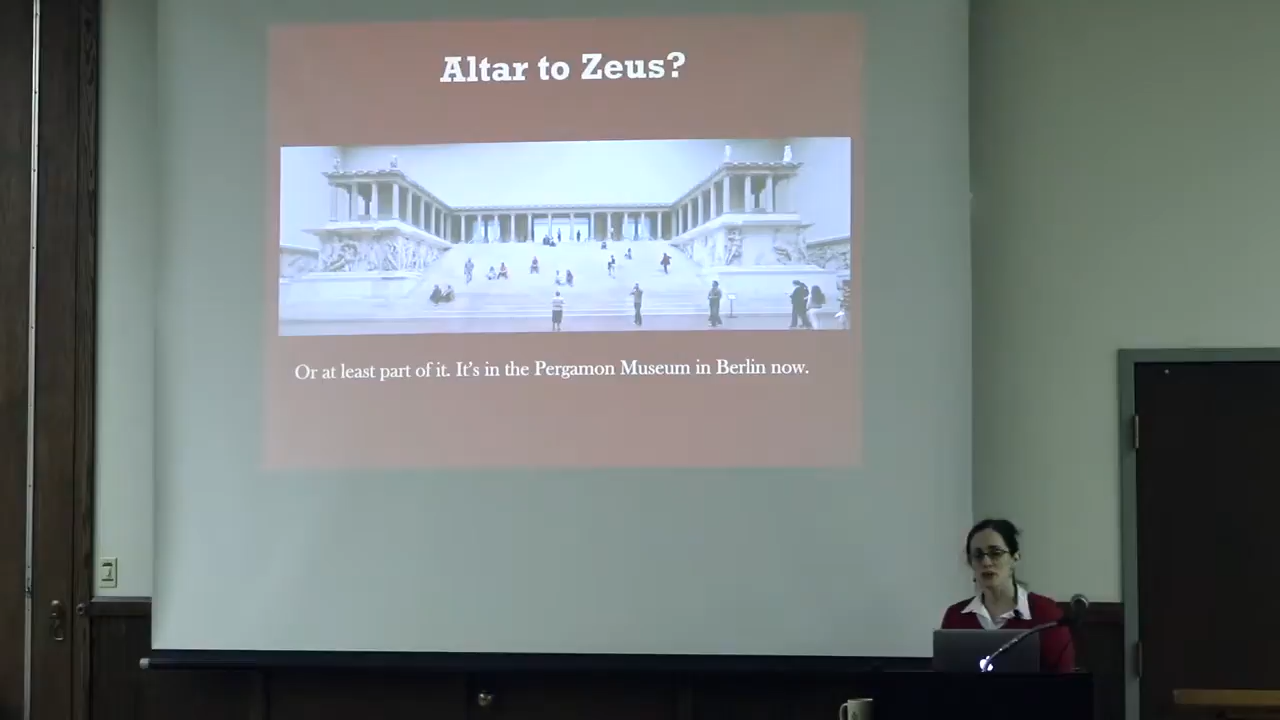 Altar to Zeus?
Or at least part of it. It's in the Pergamon Museum in Berlin now.